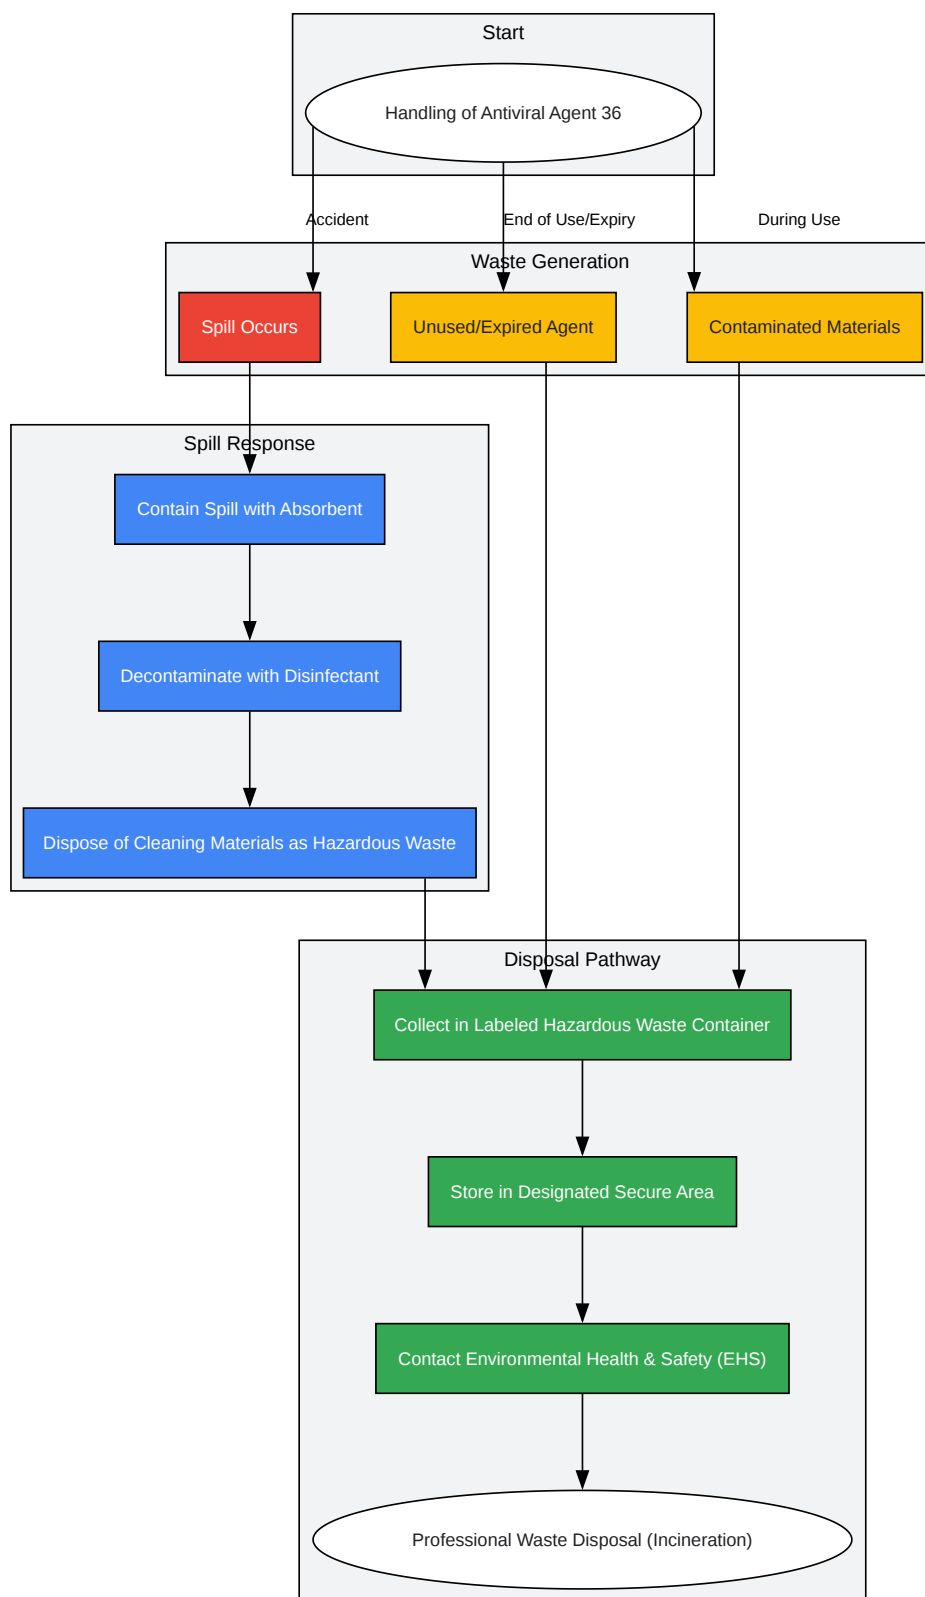 Start
Handling of Antiviral Agent 36
Accident
End of Use/Expiry
During Use
Waste Generation
Spill Occurs
Unused/Expired Agent
Contaminated Materials
Spill Response
Contain Spill with Absorbent
Decontaminate with Disinfectant
Dispose of Cleaning Materials as Hazardous Waste
Disposal Pathway
Collect in Labeled Hazardous Waste Container
Store in Designated Secure Area
Contact Environmental Health & Safety (EHS)
Professional Waste Disposal (Incineration)